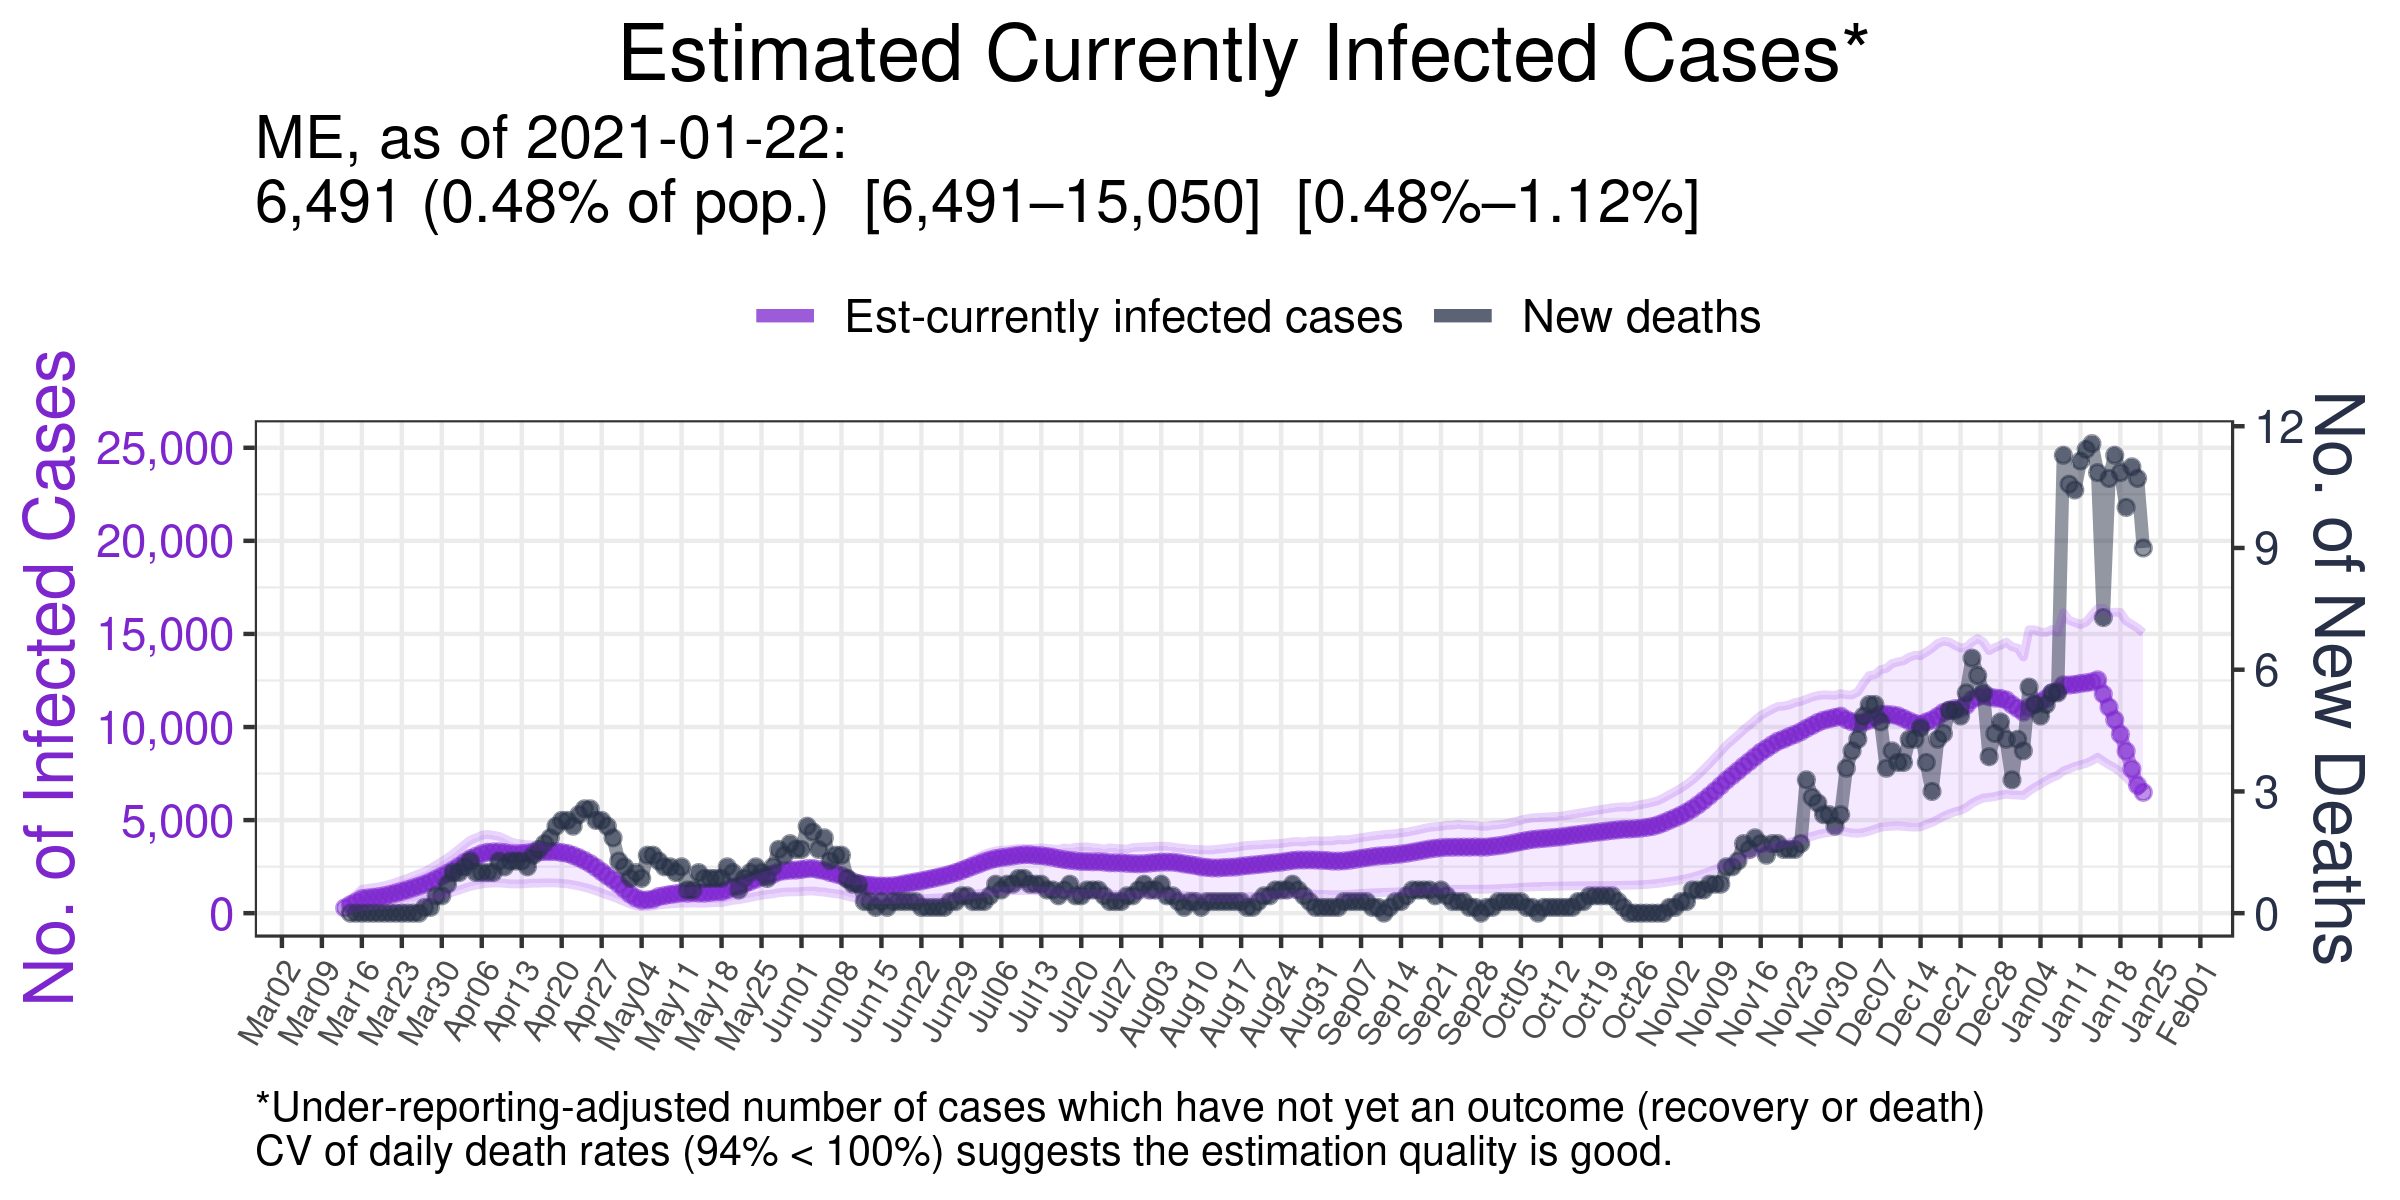 Estimated Currently Infected Cases*
ME, as of 2021-01-22:
6,491 (0.48% of pop.)  [6,491–15,050]  [0.48%–1.12%]
Est-currently infected cases
New deaths
No. of Infected Cases
25,000
20,000
15,000
10,000
5,000
0
12
9
6
3
0
No. of New Deaths
Mar02
Mar09
Mar16
Mar23
Mar30
Apr06
Apr13
Apr20
Apr27
May04
May11
May18
May25
Jun01
Jun08
Jun15
Jun22
Jun29
Jul06
Jul13
Jul20
Jul27
Aug03
Aug10
Aug17
Aug24
Aug31
Sep07
Sep14
Sep21
Sep28
Oct05
Oct12
Oct19
Oct26
Nov02
Nov09
Nov16
Nov23
Nov30
Dec07
Dec14
Dec21
Dec28
Jan04
Jan11
Jan18
Jan25
Feb01
*Under-reporting-adjusted number of cases which have not yet an outcome (recovery or death)
CV of daily death rates (94% < 100%) suggests the estimation quality is good.